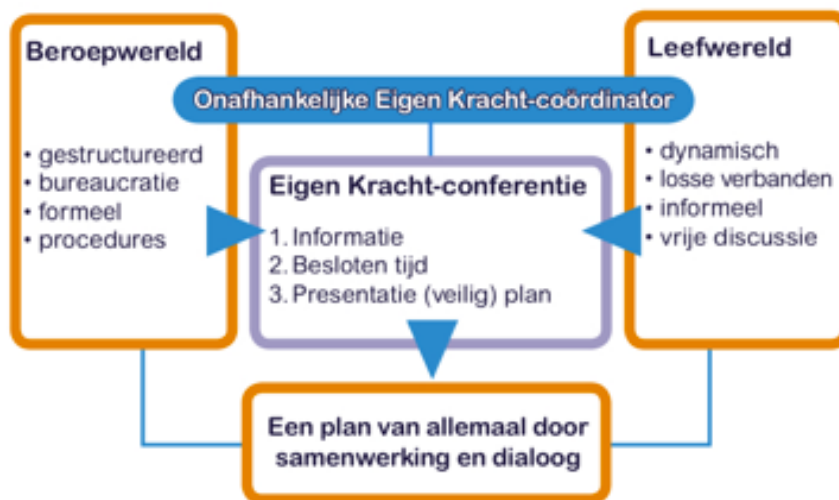 Beroepwereld
• gestructureerd
• bureaucratie
• formeel
• procedures
Onafhankelijke Eigen Kracht-coördinator
Eigen Kracht-conferentie
1. Informatie
2. Besloten tijd
3. Presentatie (veilig) plan
Leefwereld
• dynamisch
• losse verbanden
• informeel
• vrije discussie
Een plan van allemaal door
samenwerking en dialoog